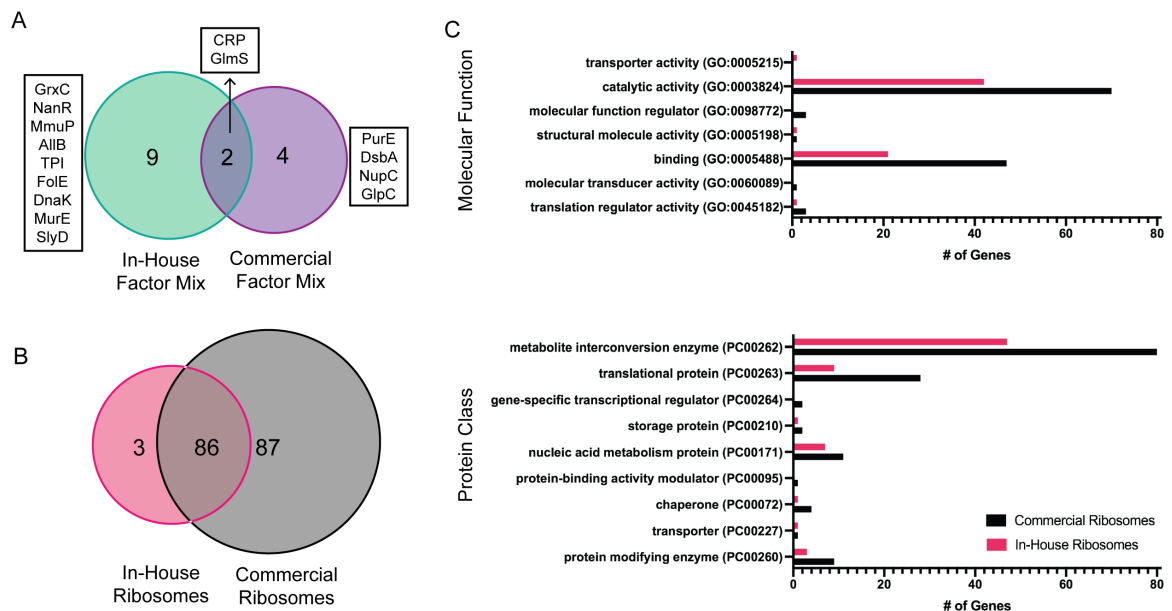 A
CRP
GlmS
GrxC
NanR
MmuP
AllB
TPI
FolE
DnaK
MurE
SlyD
9
2
4
PurE
DsbA
NupC
GlpC
In-House
Factor Mix
Commercial
Factor Mix
B
3
86
87
In-House
Ribosomes
Commercial
Ribosomes
C
Molecular Function
transporter activity (GO:0005215)
catalytic activity (GO:0003824)
molecular function regulator (GO:0098772)
structural molecule activity (GO:0005198)
binding (GO:0005488)
molecular transducer activity (GO:0060089)
translation regulator activity (GO:0045182)
0 20 40 60 80
# of Genes
Protein Class
metabolite interconversion enzyme (PC00262)
translational protein (PC00263)
gene-specific transcriptional regulator (PC00264)
storage protein (PC00210)
nucleic acid metabolism protein (PC00171)
protein-binding activity modulator (PC00095)
chaperone (PC00072)
transporter (PC00227)
protein modifying enzyme (PC00260)
Commercial Ribosomes
In-House Ribosomes
0 20 40 60 80
# of Genes